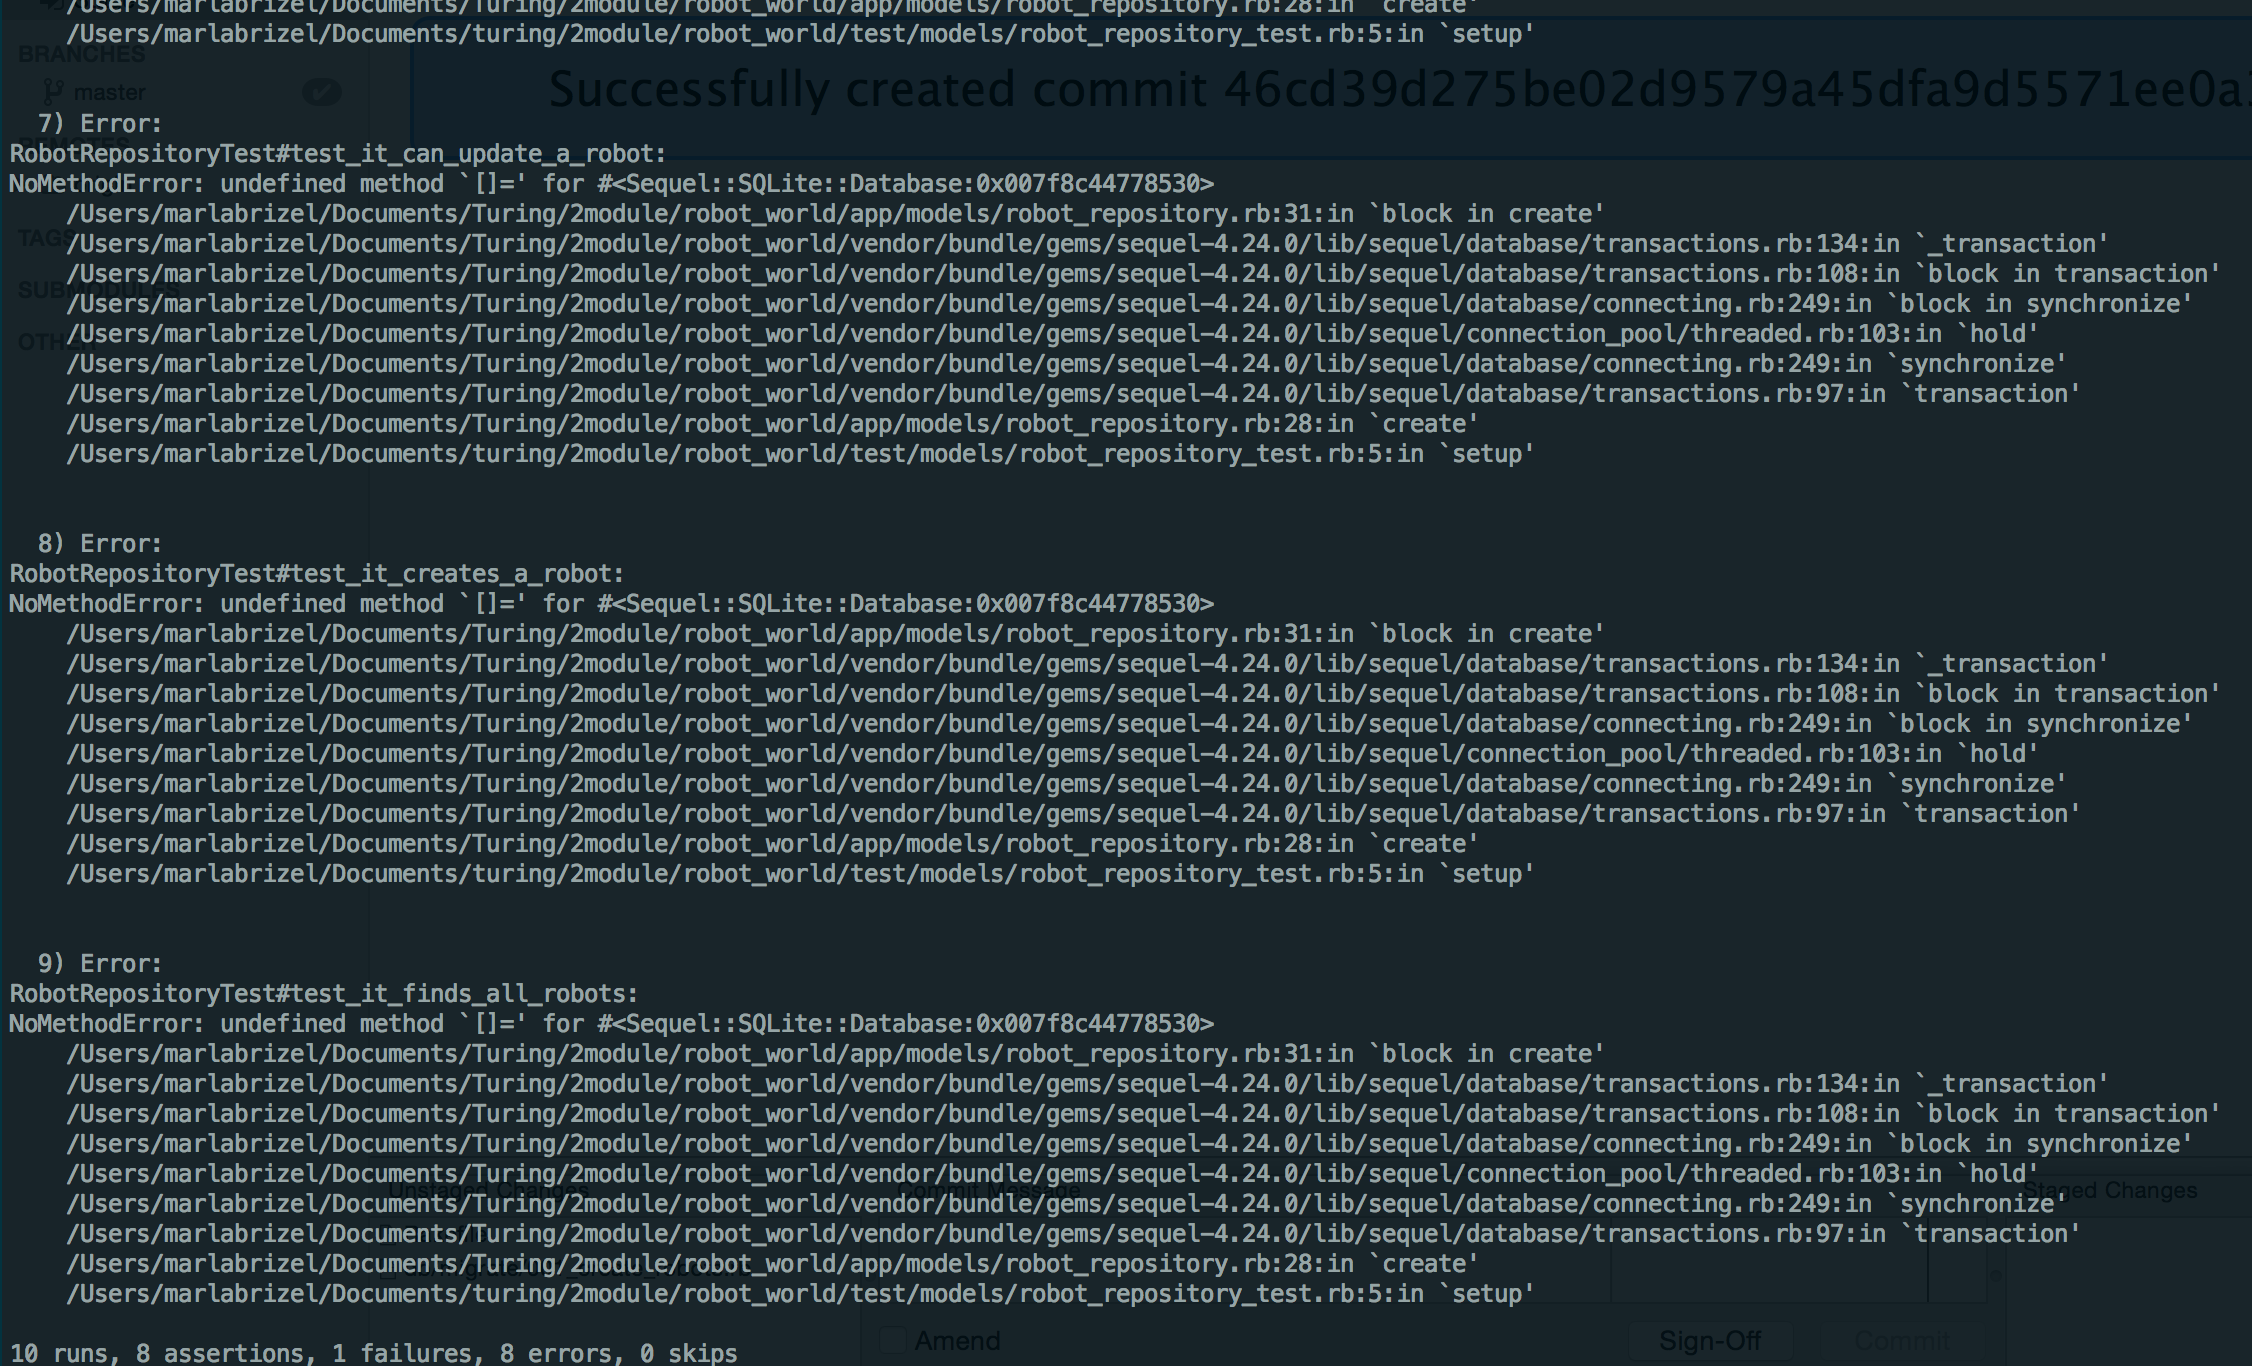 /Users/marlabrizel/Documents/Turing/2module/robot_world/app/models/robot_repository.rb:28:in `create'
/Users/marlabrizel/Documents/turing/2module/robot_world/test/models/robot_repository_test.rb:5:in `setup'
BRANCHES
Successfully created commit 46cd39d275be02d9579a45dfa9d5571ee0a
master
7) Error:
REMOTES
RobotRepositoryTest#test_it_can_update_a_robot:
NoMethodError: undefined method `[]=' for #<Sequel::SQLite::Database:0x007f8c44778530>
/Users/marlabrizel/Documents/Turing/2module/robot_world/app/models/robot_repository.rb:31:in `block in create'
TAGS
/Users/marlabrizel/Documents/Turing/2module/robot_world/vendor/bundle/gems/sequel-4.24.0/lib/sequel/database/transactions.rb:134:in `_transaction'
/Users/marlabrizel/Documents/Turing/2module/robot_world/vendor/bundle/gems/sequel-4.24.0/lib/sequel/database/transactions.rb:108:in `block in transaction'
SUBMODULES
/Users/marlabrizel/Documents/Turing/2module/robot_world/vendor/bundle/gems/sequel-4.24.0/lib/sequel/database/connecting.rb:249:in `block in synchronize'
/Users/marlabrizel/Documents/Turing/2module/robot_world/vendor/bundle/gems/sequel-4.24.0/lib/sequel/connection_pool/threaded.rb:103:in `hold'
OTHER
/Users/marlabrizel/Documents/Turing/2module/robot_world/vendor/bundle/gems/sequel-4.24.0/lib/sequel/database/connecting.rb:249:in `synchronize'
/Users/marlabrizel/Documents/Turing/2module/robot_world/vendor/bundle/gems/sequel-4.24.0/lib/sequel/database/transactions.rb:97:in `transaction'
/Users/marlabrizel/Documents/Turing/2module/robot_world/app/models/robot_repository.rb:28:in `create'
/Users/marlabrizel/Documents/turing/2module/robot_world/test/models/robot_repository_test.rb:5:in `setup'
8) Error:
RobotRepositoryTest#test_it_creates_a_robot:
NoMethodError: undefined method `[]=' for #<Sequel::SQLite::Database:0x007f8c44778530>
/Users/marlabrizel/Documents/Turing/2module/robot_world/app/models/robot_repository.rb:31:in `block in create'
/Users/marlabrizel/Documents/Turing/2module/robot_world/vendor/bundle/gems/sequel-4.24.0/lib/sequel/database/transactions.rb:134:in `_transaction'
/Users/marlabrizel/Documents/Turing/2module/robot_world/vendor/bundle/gems/sequel-4.24.0/lib/sequel/database/transactions.rb:108:in `block in transaction'
/Users/marlabrizel/Documents/Turing/2module/robot_world/vendor/bundle/gems/sequel-4.24.0/lib/sequel/database/connecting.rb:249:in `block in synchronize'
/Users/marlabrizel/Documents/Turing/2module/robot_world/vendor/bundle/gems/sequel-4.24.0/lib/sequel/connection_pool/threaded.rb:103:in `hold'
/Users/marlabrizel/Documents/Turing/2module/robot_world/vendor/bundle/gems/sequel-4.24.0/lib/sequel/database/connecting.rb:249:in `synchronize'
/Users/marlabrizel/Documents/Turing/2module/robot_world/vendor/bundle/gems/sequel-4.24.0/lib/sequel/database/transactions.rb:97:in `transaction'
/Users/marlabrizel/Documents/Turing/2module/robot_world/app/models/robot_repository.rb:28:in `create'
/Users/marlabrizel/Documents/turing/2module/robot_world/test/models/robot_repository_test.rb:5:in `setup'
9) Error:
RobotRepositoryTest#test_it_finds_all_robots:
NoMethodError: undefined method `[]=' for #<Sequel::SQLite::Database:0x007f8c44778530>
/Users/marlabrizel/Documents/Turing/2module/robot_world/app/models/robot_repository.rb:31:in `block in create'
/Users/marlabrizel/Documents/Turing/2module/robot_world/vendor/bundle/gems/sequel-4.24.0/lib/sequel/database/transactions.rb:134:in `_transaction'
/Users/marlabrizel/Documents/Turing/2module/robot_world/vendor/bundle/gems/sequel-4.24.0/lib/sequel/database/transactions.rb:108:in `block in transaction'
/Users/marlabrizel/Documents/Turing/2module/robot_world/vendor/bundle/gems/sequel-4.24.0/lib/sequel/database/connecting.rb:249:in `block in synchronize'
/Users/marlabrizel/Documents/Turing/2module/robot_world/vendor/bundle/gems/sequel-4.24.0/lib/sequel/connection_pool/threaded.rb:103:in `hold'
Unstaged Changes
Commit Message
Staged Changes
/Users/marlabrizel/Documents/Turing/2module/robot_world/vendor/bundle/gems/sequel-4.24.0/lib/sequel/database/connecting.rb:249:in `synchronize'
/Users/marlabrizel/Documents/Turing/2module/robot_world/vendor/bundle/gems/sequel-4.24.0/lib/sequel/database/transactions.rb:97:in `transaction'
/Users/marlabrizel/Documents/Turing/2module/robot_world/app/models/robot_repository.rb:28:in `create'
/Users/marlabrizel/Documents/turing/2module/robot_world/test/models/robot_repository_test.rb:5:in `setup'
Amend
Sign-Off
Commit
10 runs, 8 assertions, 1 failures, 8 errors, 0 skips